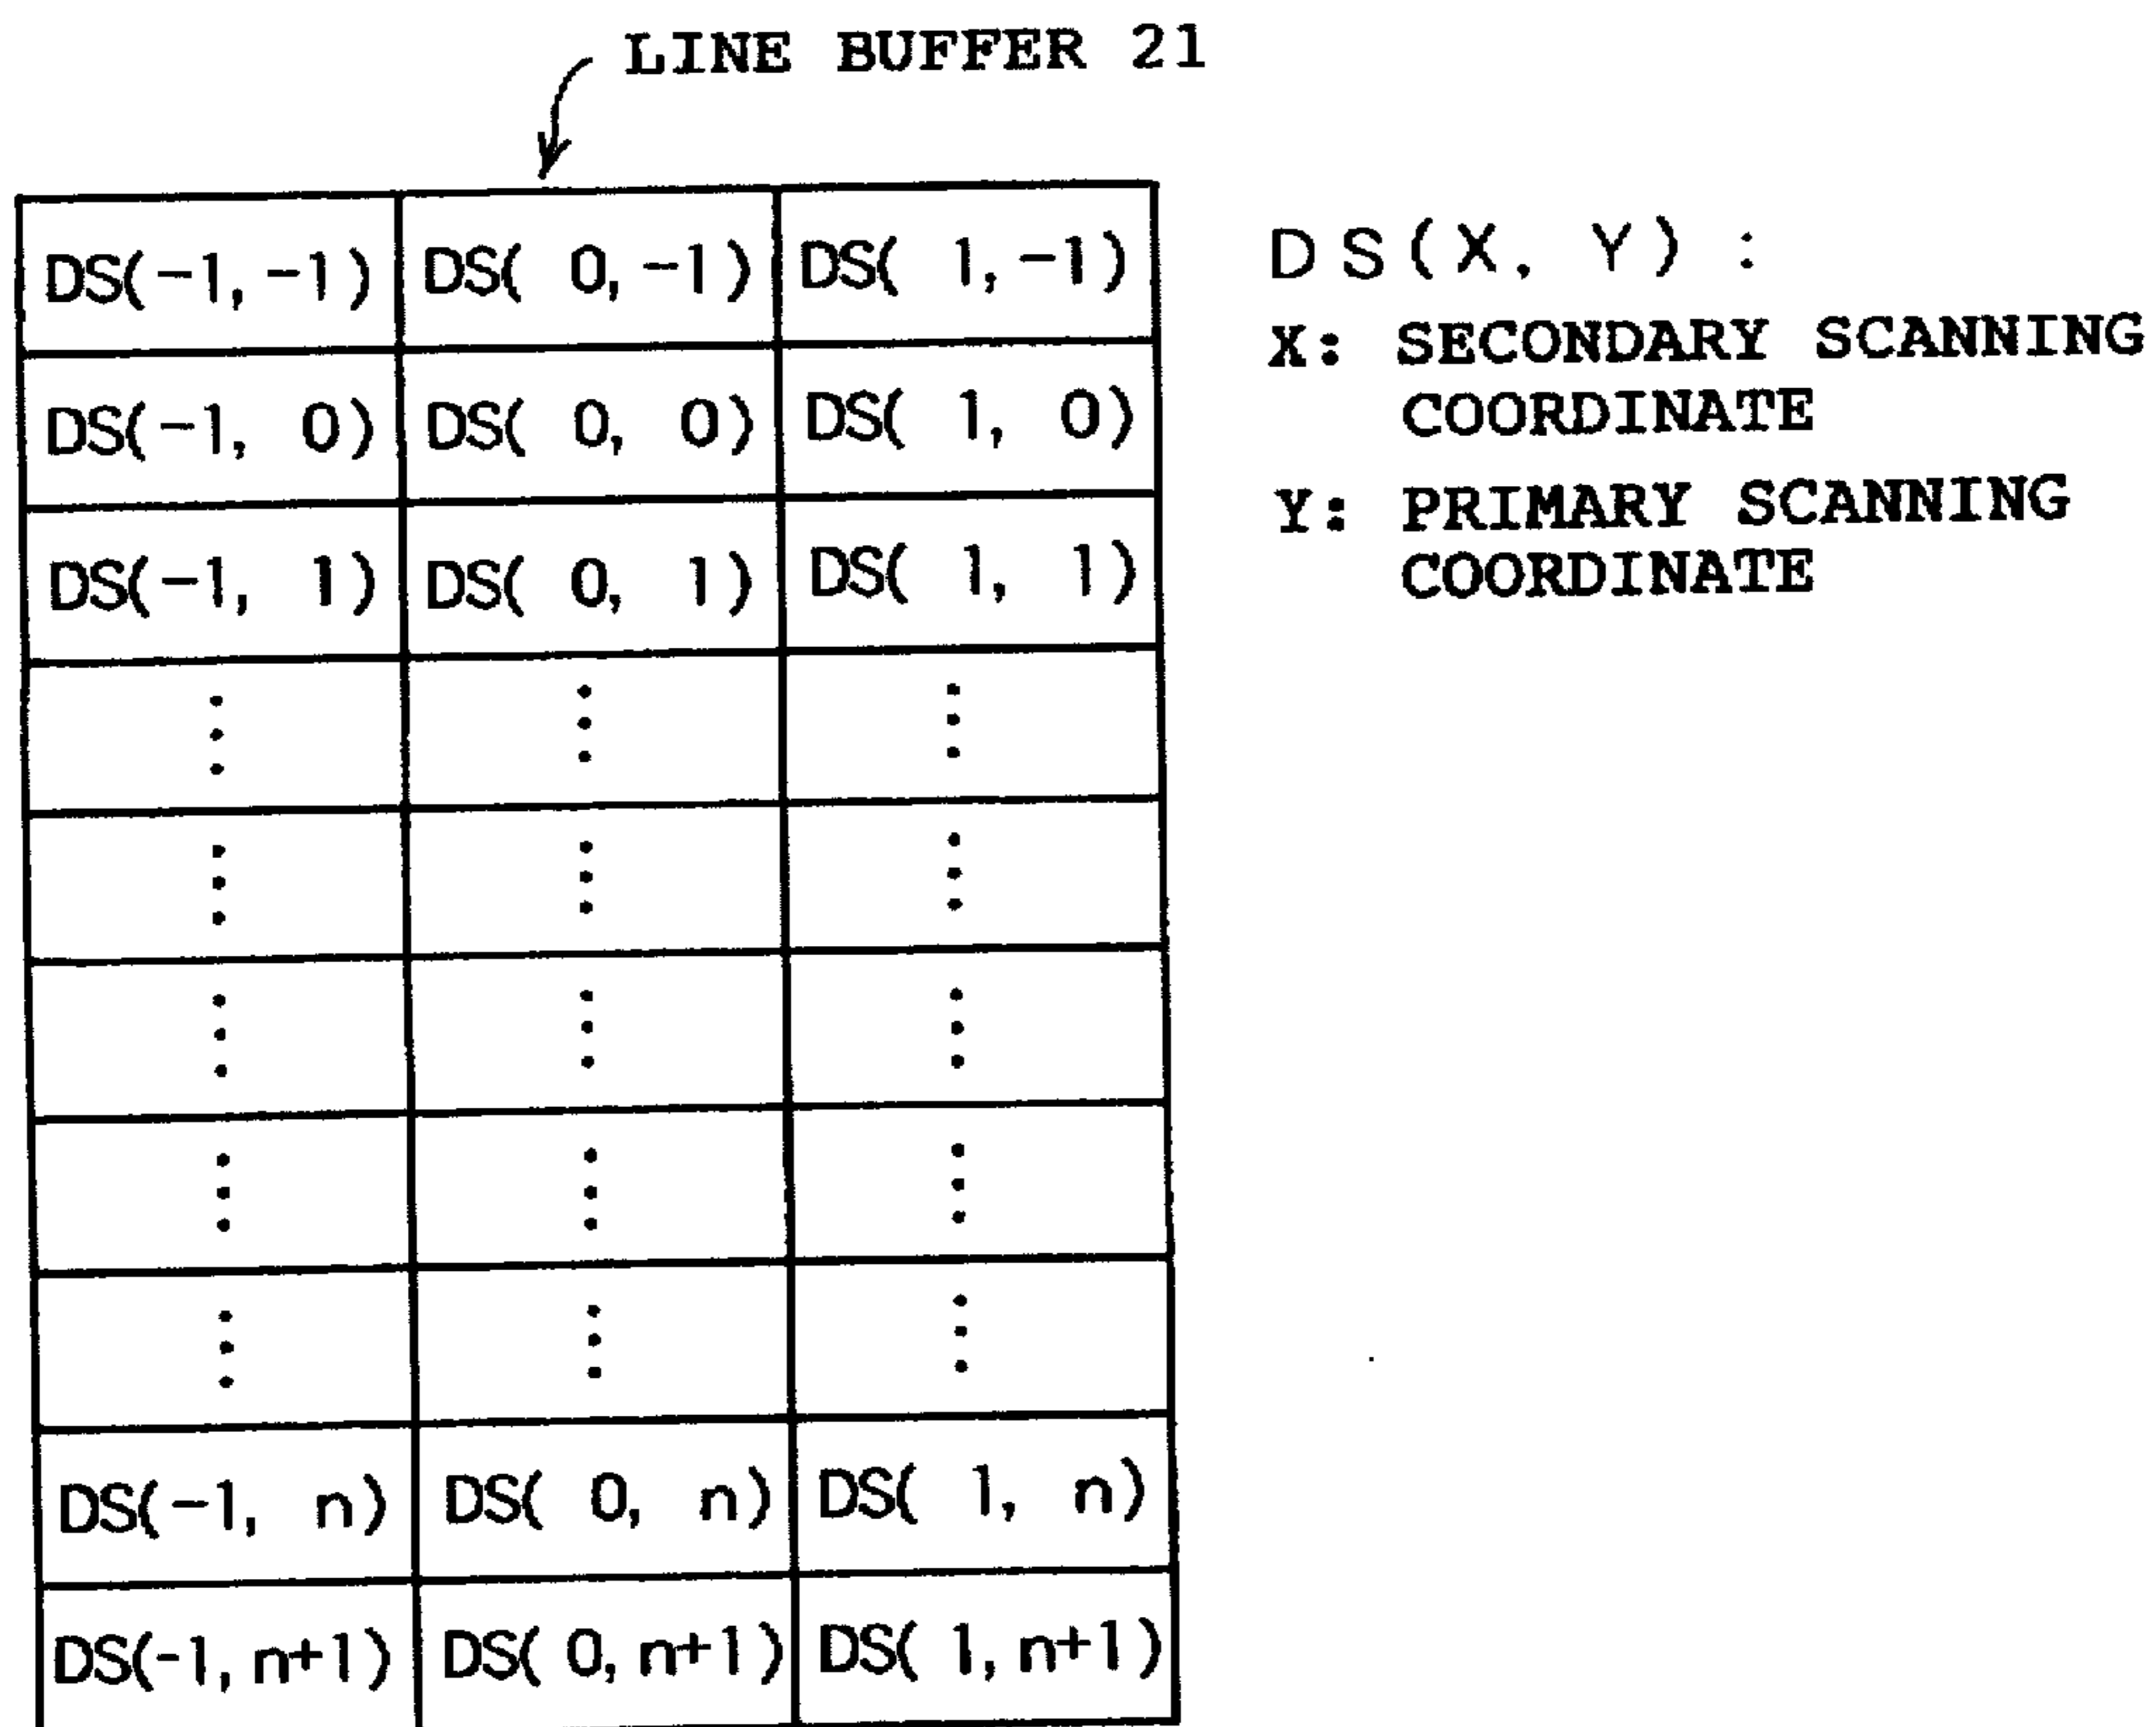 LINE BUFFER 21
DS(-1,-1) DS( 0,-1) DS( 1,-1)
DS(-1, 0) DS( 0, 0) DS( 1, 0)
DS(-1, 1) DS( 0, 1) DS( 1, 1)
⋮ ⋮ ⋮
⋮ ⋮ ⋮
⋮ ⋮ ⋮
⋮ ⋮ ⋮
⋮ ⋮ ⋮
DS(-1, n) DS( 0, n) DS( 1, n)
DS(-1, n+1) DS( 0, n+1) DS( 1, n+1)
DS(X, Y) :
X: SECONDARY SCANNING
COORDINATE
Y: PRIMARY SCANNING
COORDINATE